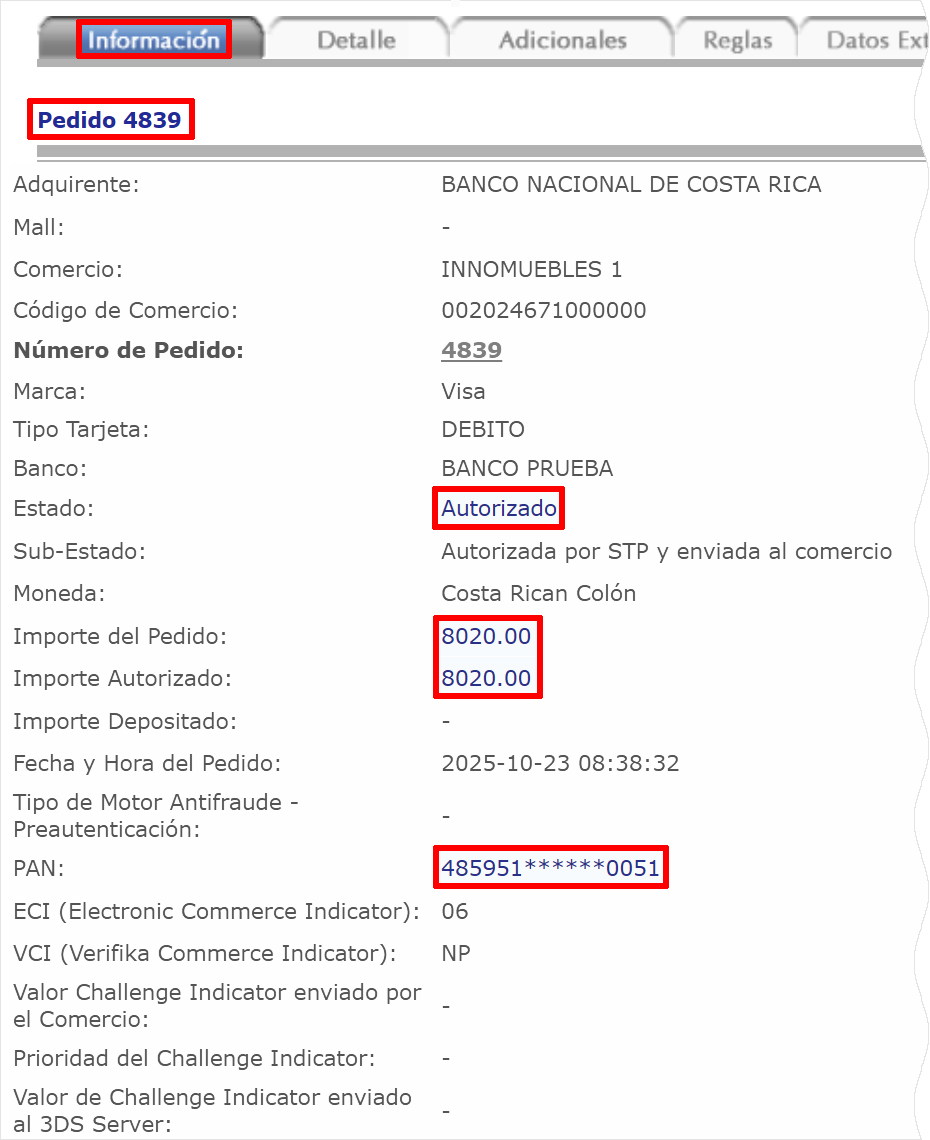 Información Detalle Adicionales Reglas Datos Ext
Pedido 4839
Adquirente: BANCO NACIONAL DE COSTA RICA
Mall: -
Comercio: INNOMUEBLES 1
Código de Comercio: 002024671000000
Número de Pedido: 4839
Marca: Visa
Tipo Tarjeta: DEBITO
Banco: BANCO PRUEBA
Estado: Autorizado
Sub-Estado: Autorizada por STP y enviada al comercio
Moneda: Costa Rican Colón
Importe del Pedido: 8020.00
Importe Autorizado: 8020.00
Importe Depositado: -
Fecha y Hora del Pedido: 2025-10-23 08:38:32
Tipo de Motor Antifraude -
Preautenticación: -
PAN: 485951******0051
ECI (Electronic Commerce Indicator): 06
VCI (Verifika Commerce Indicator): NP
Valor Challenge Indicator enviado por
el Comercio: -
Prioridad del Challenge Indicator: -
Valor de Challenge Indicator enviado
al 3DS Server: -